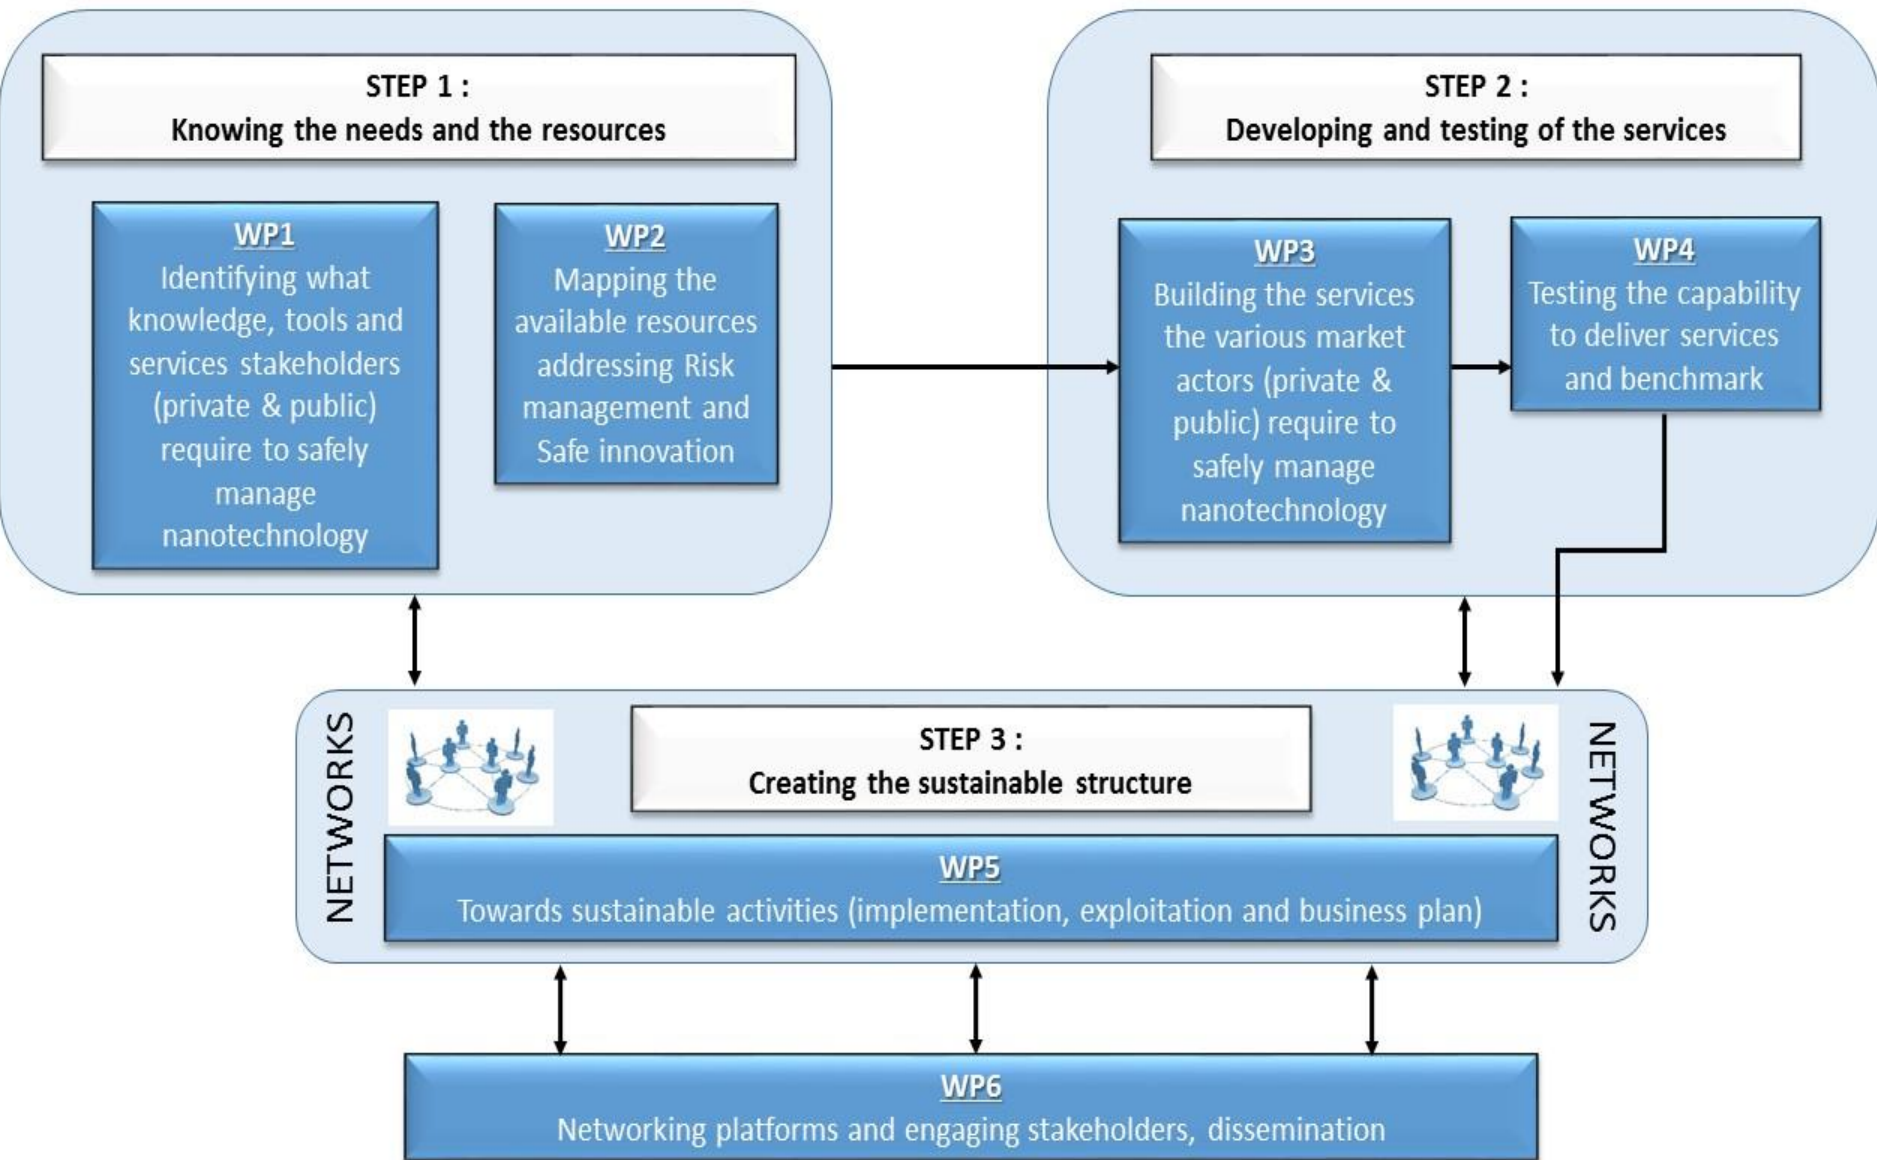 STEP 1 :
Knowing the needs and the resources
WP1
Identifying what
knowledge, tools and
services stakeholders
(private & public)
require to safely
manage
nanotechnology
WP2
Mapping the
available resources
addressing Risk
management and
Safe innovation
STEP 2 :
Developing and testing of the services
WP3
Building the services
the various market
actors (private &
public) require to
safely manage
nanotechnology
WP4
Testing the capability
to deliver services
and benchmark
NETWORKS
STEP 3 :
Creating the sustainable structure
NETWORKS
WP5
Towards sustainable activities (implementation, exploitation and business plan)
WP6
Networking platforms and engaging stakeholders, dissemination